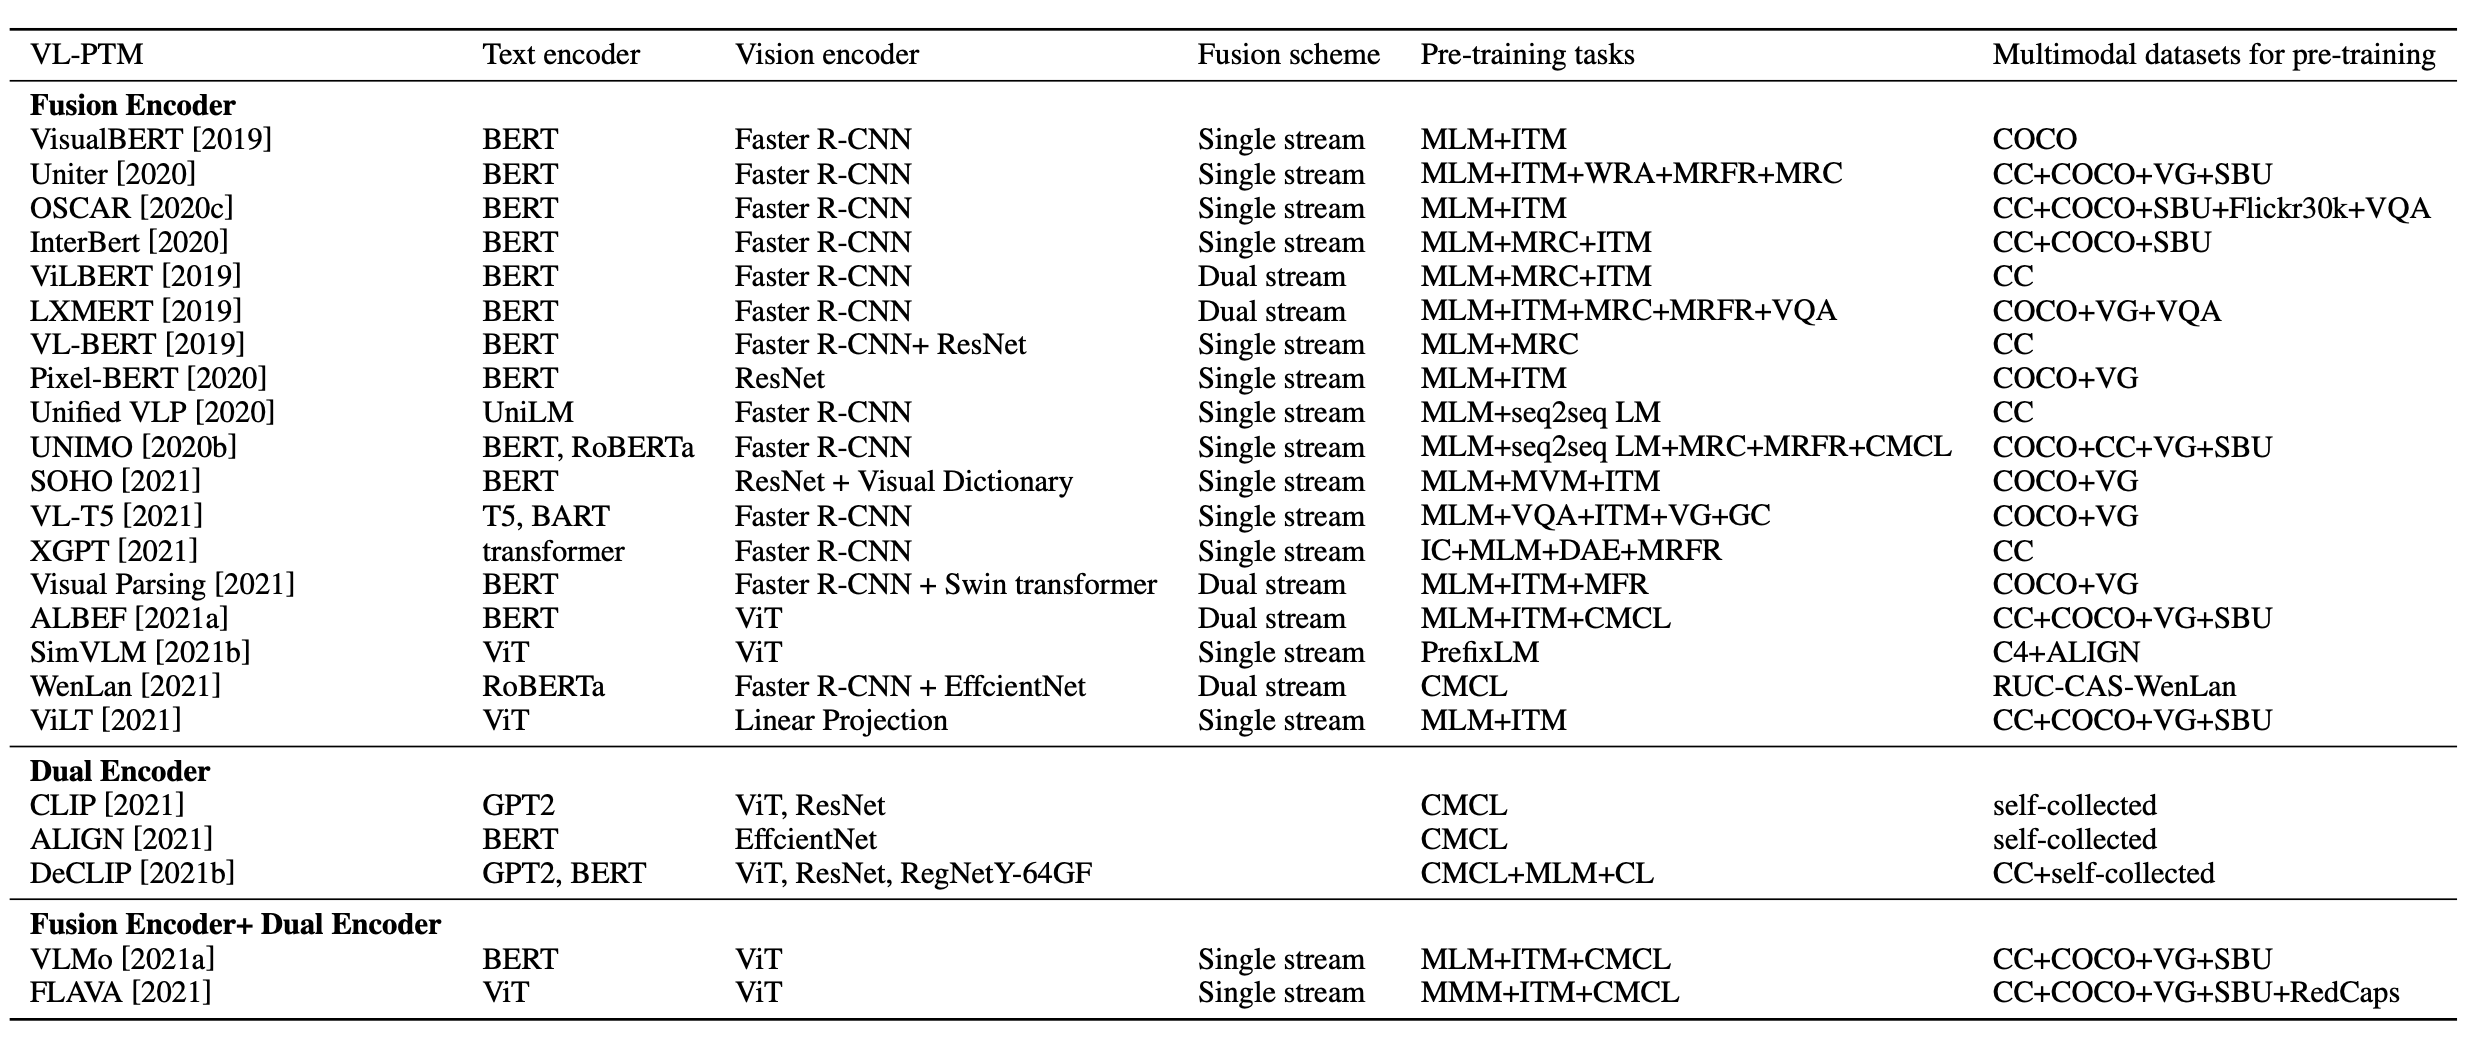 VL-PTM Text encoder Vision encoder Fusion scheme Pre-training tasks Multimodal datasets for pre-training
Fusion Encoder
VisualBERT [2019] BERT Faster R-CNN Single stream MLM+ITM COCO
Uniter [2020] BERT Faster R-CNN Single stream MLM+ITM+WRA+MRFR+MRC CC+COCO+VG+SBU
OSCAR [2020c] BERT Faster R-CNN Single stream MLM+ITM CC+COCO+SBU+Flickr30k+VQA
InterBert [2020] BERT Faster R-CNN Single stream MLM+MRC+ITM CC+COCO+SBU
ViLBERT [2019] BERT Faster R-CNN Dual stream MLM+MRC+ITM CC
LXMERT [2019] BERT Faster R-CNN Dual stream MLM+ITM+MRC+MRFR+VQA COCO+VG+VQA
VL-BERT [2019] BERT Faster R-CNN+ ResNet Single stream MLM+MRC CC
Pixel-BERT [2020] BERT ResNet Single stream MLM+ITM COCO+VG
Unified VLP [2020] UniLM Faster R-CNN Single stream MLM+seq2seq LM CC
UNIMO [2020b] BERT, RoBERTa Faster R-CNN Single stream MLM+seq2seq LM+MRC+MRFR+CMCL COCO+CC+VG+SBU
SOHO [2021] BERT ResNet + Visual Dictionary Single stream MLM+MVM+ITM COCO+VG
VL-T5 [2021] T5, BART Faster R-CNN Single stream MLM+VQA+ITM+VG+GC COCO+VG
XGPT [2021] transformer Faster R-CNN Single stream IC+MLM+DAE+MRFR CC
Visual Parsing [2021] BERT Faster R-CNN + Swin transformer Dual stream MLM+ITM+MFR COCO+VG
ALBEF [2021a] BERT ViT Dual stream MLM+ITM+CMCL CC+COCO+VG+SBU
SimVLM [2021b] ViT ViT Single stream PrefixLM C4+ALIGN
WenLan [2021] RoBERTa Faster R-CNN + EffcientNet Dual stream CMCL RUC-CAS-WenLan
ViLT [2021] ViT Linear Projection Single stream MLM+ITM CC+COCO+VG+SBU
Dual Encoder
CLIP [2021] GPT2 ViT, ResNet CMCL self-collected
ALIGN [2021] BERT EffcientNet CMCL self-collected
DeCLIP [2021b] GPT2, BERT ViT, ResNet, RegNetY-64GF CMCL+MLM+CL CC+self-collected
Fusion Encoder+ Dual Encoder
VLMo [2021a] BERT ViT Single stream MLM+ITM+CMCL CC+COCO+VG+SBU
FLAVA [2021] ViT ViT Single stream MMM+ITM+CMCL CC+COCO+VG+SBU+RedCaps